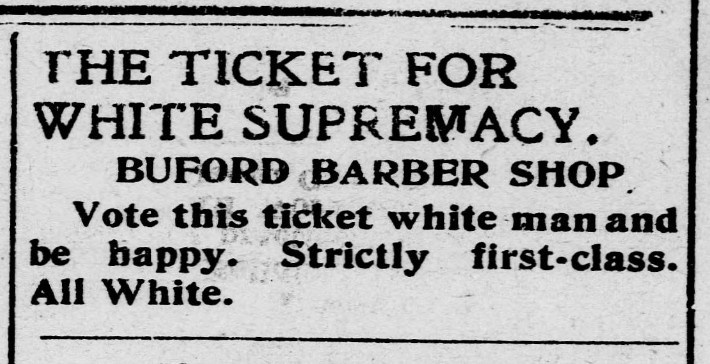 THE TICKET FOR
WHITE SUPREMACY.
BUFORD BARBER SHOP.
Vote this ticket white man and
be happy. Strictly first-class.
All White.